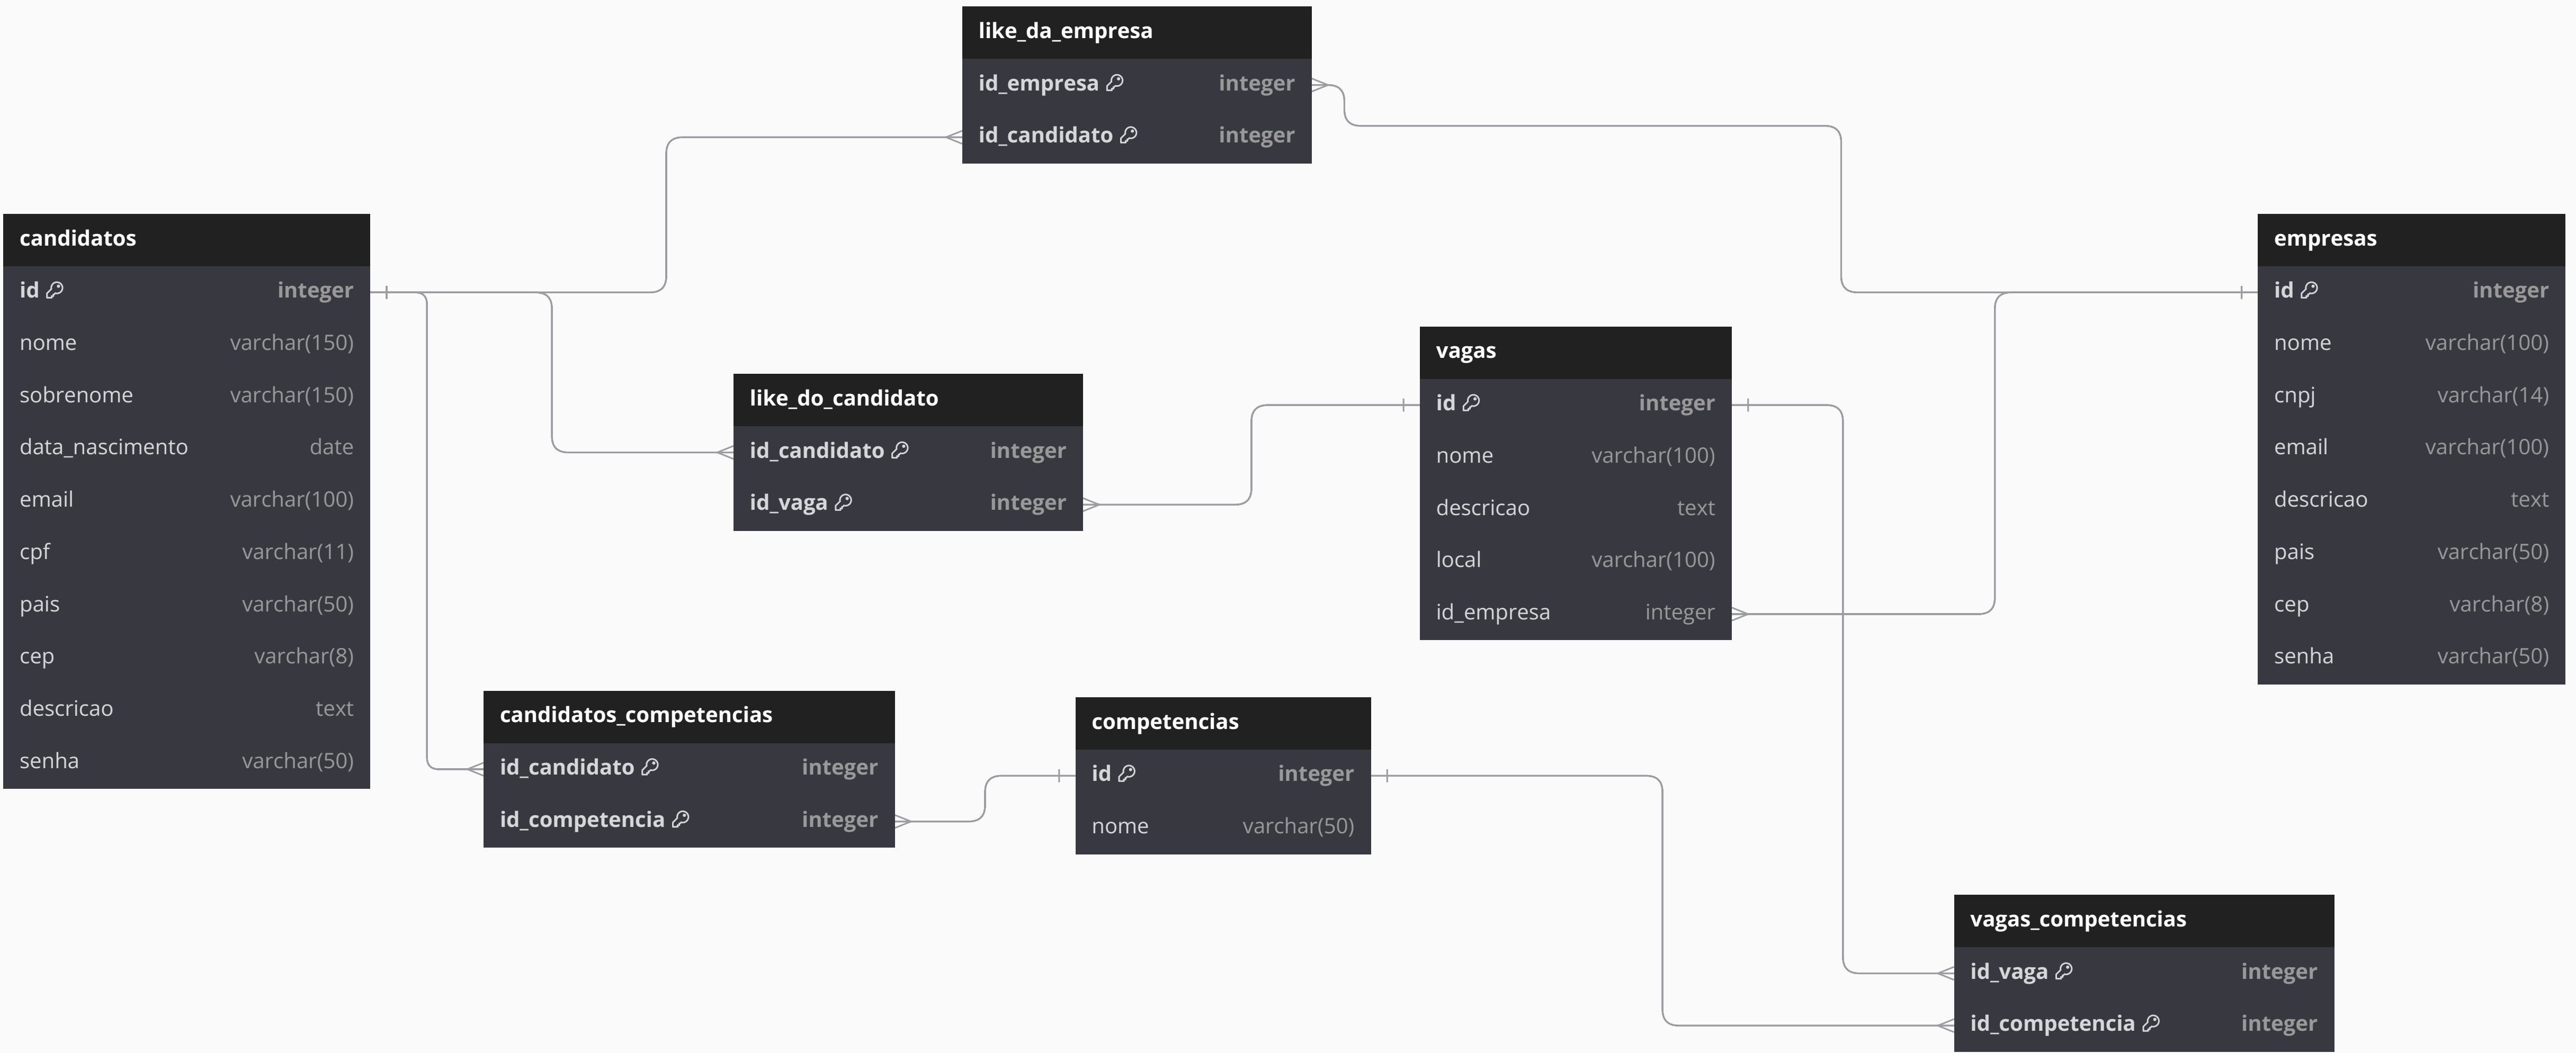 like_da_empresa
id_empresa integer
id_candidato integer
candidatos
id integer
nome varchar(150)
sobrenome varchar(150)
data_nascimento date
email varchar(100)
cpf varchar(11)
pais varchar(50)
cep varchar(8)
descricao text
senha varchar(50)
like_do_candidato
id_candidato integer
id_vaga integer
vagas
id integer
nome varchar(100)
descricao text
local varchar(100)
id_empresa integer
empresas
id integer
nome varchar(100)
cnpj varchar(14)
email varchar(100)
descricao text
pais varchar(50)
cep varchar(8)
senha varchar(50)
candidatos_competencias
id_candidato integer
id_competencia integer
competencias
id integer
nome varchar(50)
vagas_competencias
id_vaga integer
id_competencia integer